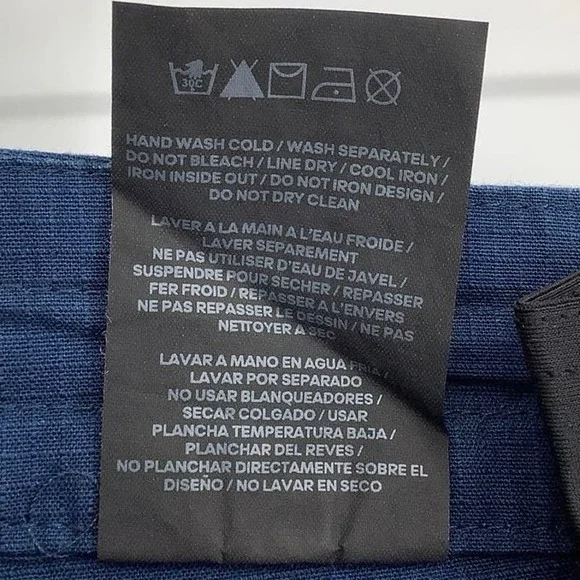 30C
HAND WASH COLD / WASH SEPARATELY /
DO NOT BLEACH / LINE DRY / COOL IRON /
IRON INSIDE OUT / DO NOT IRON DESIGN /
DO NOT DRY CLEAN
LAVER A LA MAIN A L'EAU FROIDE /
LAVER SEPAREMENT
NE PAS UTILISER D'EAU DE JAVEL /
SUSPENDRE POUR SECHER / REPASSER
FER FROID / REPASSER A L'ENVERS
NE PAS REPASSER LE DESSIN / NE PAS
NETTOYER A SEC
LAVAR A MANO EN AGUA FRIA /
LAVAR POR SEPARADO
NO USAR BLANQUEADORES /
SECAR COLGADO / USAR
PLANCHA TEMPERATURA BAJA /
PLANCHAR DEL REVES /
NO PLANCHAR DIRECTAMENTE SOBRE EL
DISEÑO / NO LAVAR EN SECO